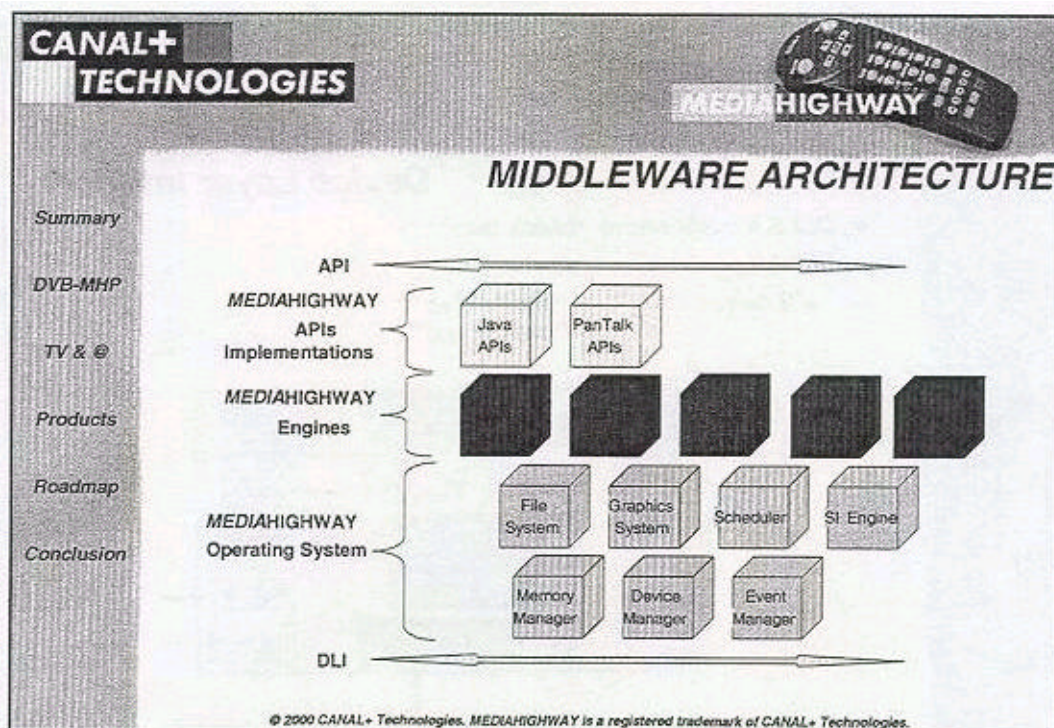 CANAL+
TECHNOLOGIES
MEDIAHIGHWAY
MIDDLEWARE ARCHITECTURE
Summary
DVB-MHP
TV & @
Products
Roadmap
Conclusion
API
MEDIAHIGHWAY
APIs
Implementations
Java
APIs
PanTalk
APIs
MEDIAHIGHWAY
Engines
MEDIAHIGHWAY
Operating System
File
System
Graphics
System
Scheduler
SI Engine
Memory
Manager
Device
Manager
Event
Manager
DLI
© 2000 CANAL+ Technologies. MEDIAHIGHWAY is a registered trademark of CANAL+ Technologies.